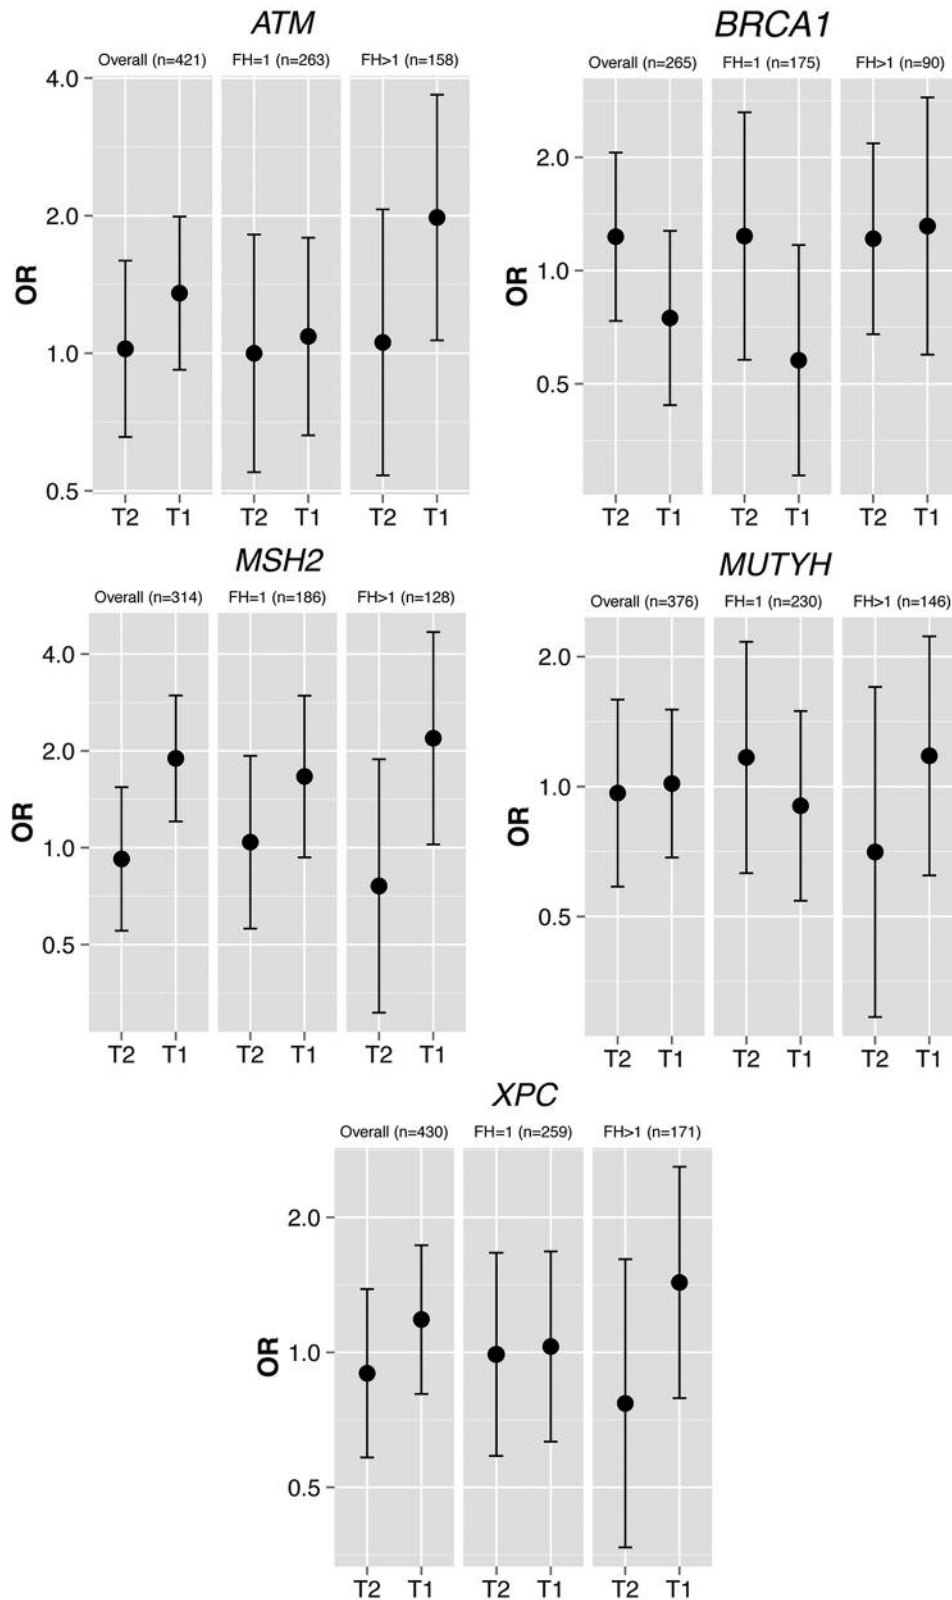 ATM
Overall (n=421) FH=1 (n=263) FH>1 (n=158)
4.0
2.0
1.0
0.5
OR
T2 T1 T2 T1 T2 T1
BRCA1
Overall (n=265) FH=1 (n=175) FH>1 (n=90)
2.0
1.0
0.5
OR
T2 T1 T2 T1 T2 T1
MSH2
Overall (n=314) FH=1 (n=186) FH>1 (n=128)
4.0
2.0
1.0
0.5
OR
T2 T1 T2 T1 T2 T1
MUTYH
Overall (n=376) FH=1 (n=230) FH>1 (n=146)
2.0
1.0
0.5
OR
T2 T1 T2 T1 T2 T1
XPC
Overall (n=430) FH=1 (n=259) FH>1 (n=171)
2.0
1.0
0.5
OR
T2 T1 T2 T1 T2 T1